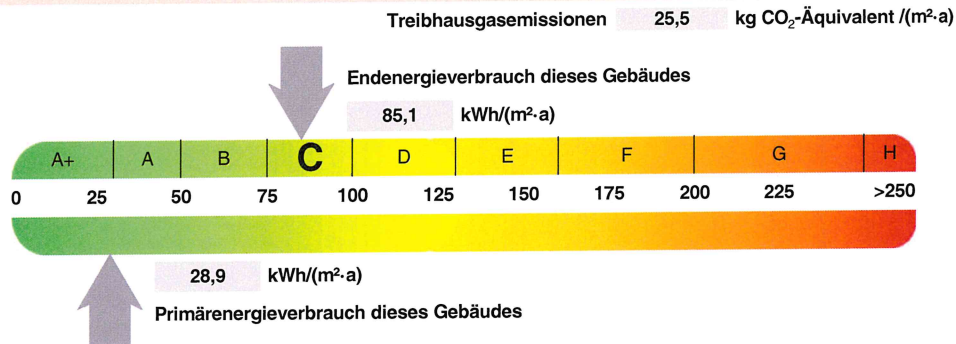 Treibhausgasemissionen 25,5 kg CO₂-Äquivalent /(m²·a)
Endenergieverbrauch dieses Gebäudes
85,1 kWh/(m²·a)
A+ A B C D E F G H
0 25 50 75 100 125 150 175 200 225 >250
28,9 kWh/(m²·a)
Primärenergieverbrauch dieses Gebäudes